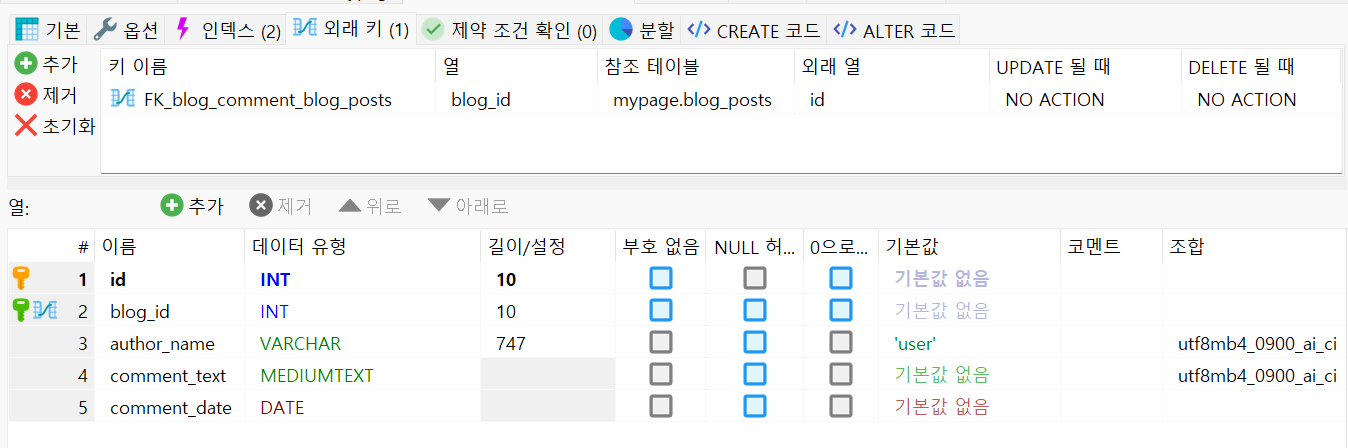 기본 옵션 인덱스 (2) 외래 키 (1) 제약 조건 확인 (0) 분할 CREATE 코드 ALTER 코드
추가
제거
초기화
키 이름 열 참조 테이블 외래 열 UPDATE 될 때 DELETE 될 때
FK_blog_comment_blog_posts blog_id mypage.blog_posts id NO ACTION NO ACTION
열: 추가 제거 위로 아래로
# 이름 데이터 유형 길이/설정 부호 없음 NULL 허... 0으로... 기본값 코멘트 조합
1 id INT 10 기본값 없음
2 blog_id INT 10 기본값 없음
3 author_name VARCHAR 747 'user' utf8mb4_0900_ai_ci
4 comment_text MEDIUMTEXT 기본값 없음 utf8mb4_0900_ai_ci
5 comment_date DATE 기본값 없음